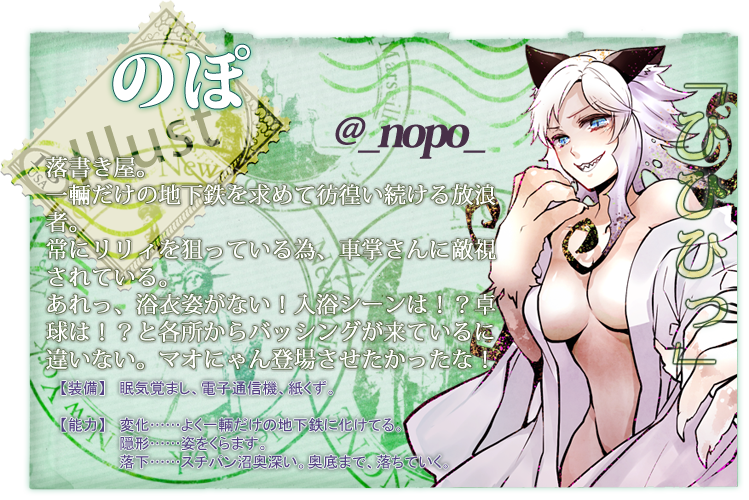 のぽ
@_nopo_
Illust
New
Marseill
落書き屋。
一輛だけの地下鉄を求めて彷徨い続ける放浪
者。
常にリリィを狙っている為、車掌さんに敵視
されている。
あれっ、浴衣姿がない！入浴シーンは！？卓
球は！？と各所からバッシングが来ているに
違いない。マオにゃん登場させたかったな！
【装備】　眠気覚まし、電子通信機、紙くず。
【能力】　変化……よく一輛だけの地下鉄に化けてる。
隠形……姿をくらます。
落下……スチパン沼奥深い。奥底まで、落ちていく。
『ひひひっ』